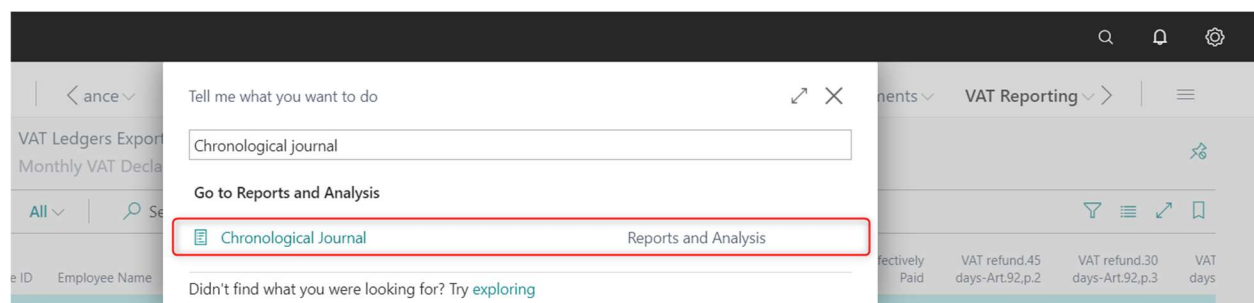 ance
Tell me what you want to do
VAT Reporting
VAT Ledgers Export
Monthly VAT Decla
Chronological journal
Go to Reports and Analysis
All
Chronological Journal
Reports and Analysis
ID Employee Name
Paid
VAT refund.45
days-Art.92,p.2
VAT refund.30
days-Art.92,p.3
VAT
days
Didn't find what you were looking for? Try exploring